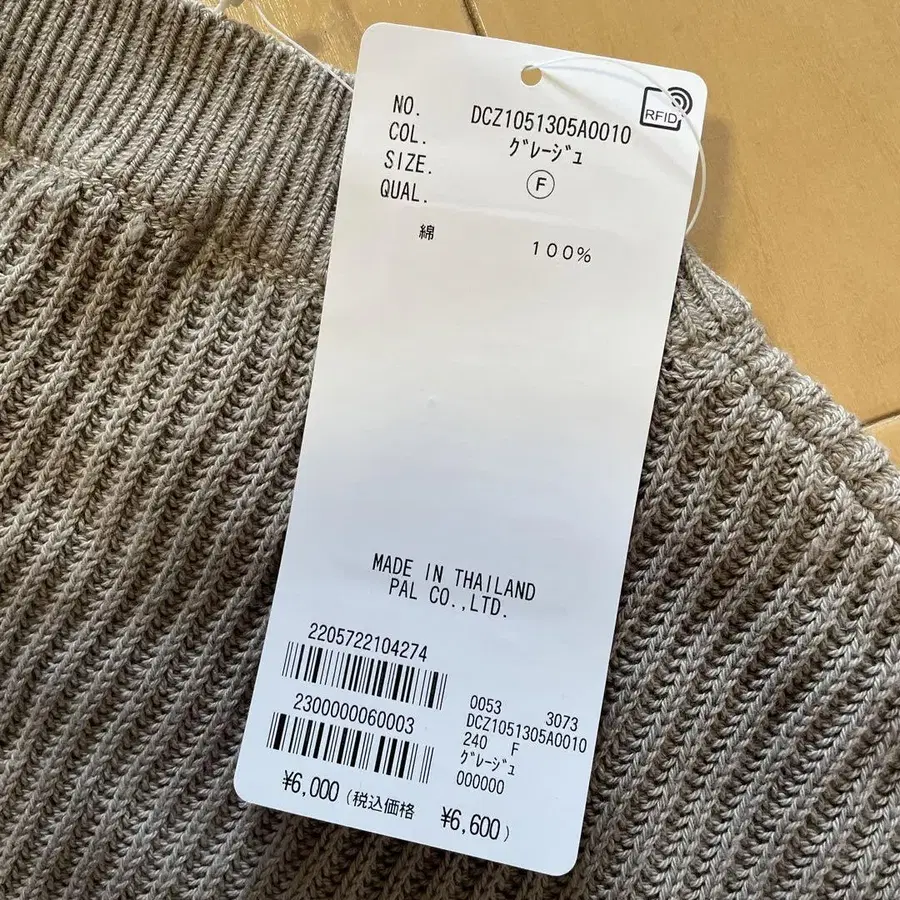 RFID
NO. DCZ1051305A0010
COL. ｸﾞﾚｰｼﾞｭ
SIZE. F
QUAL.
綿 100%
MADE IN THAILAND
PAL CO.,LTD.
2205722104274
2300000060003
0053 3073
DCZ1051305A0010
240 F
ｸﾞﾚｰｼﾞｭ
000000
¥6,000 (税込価格 ¥6,600)